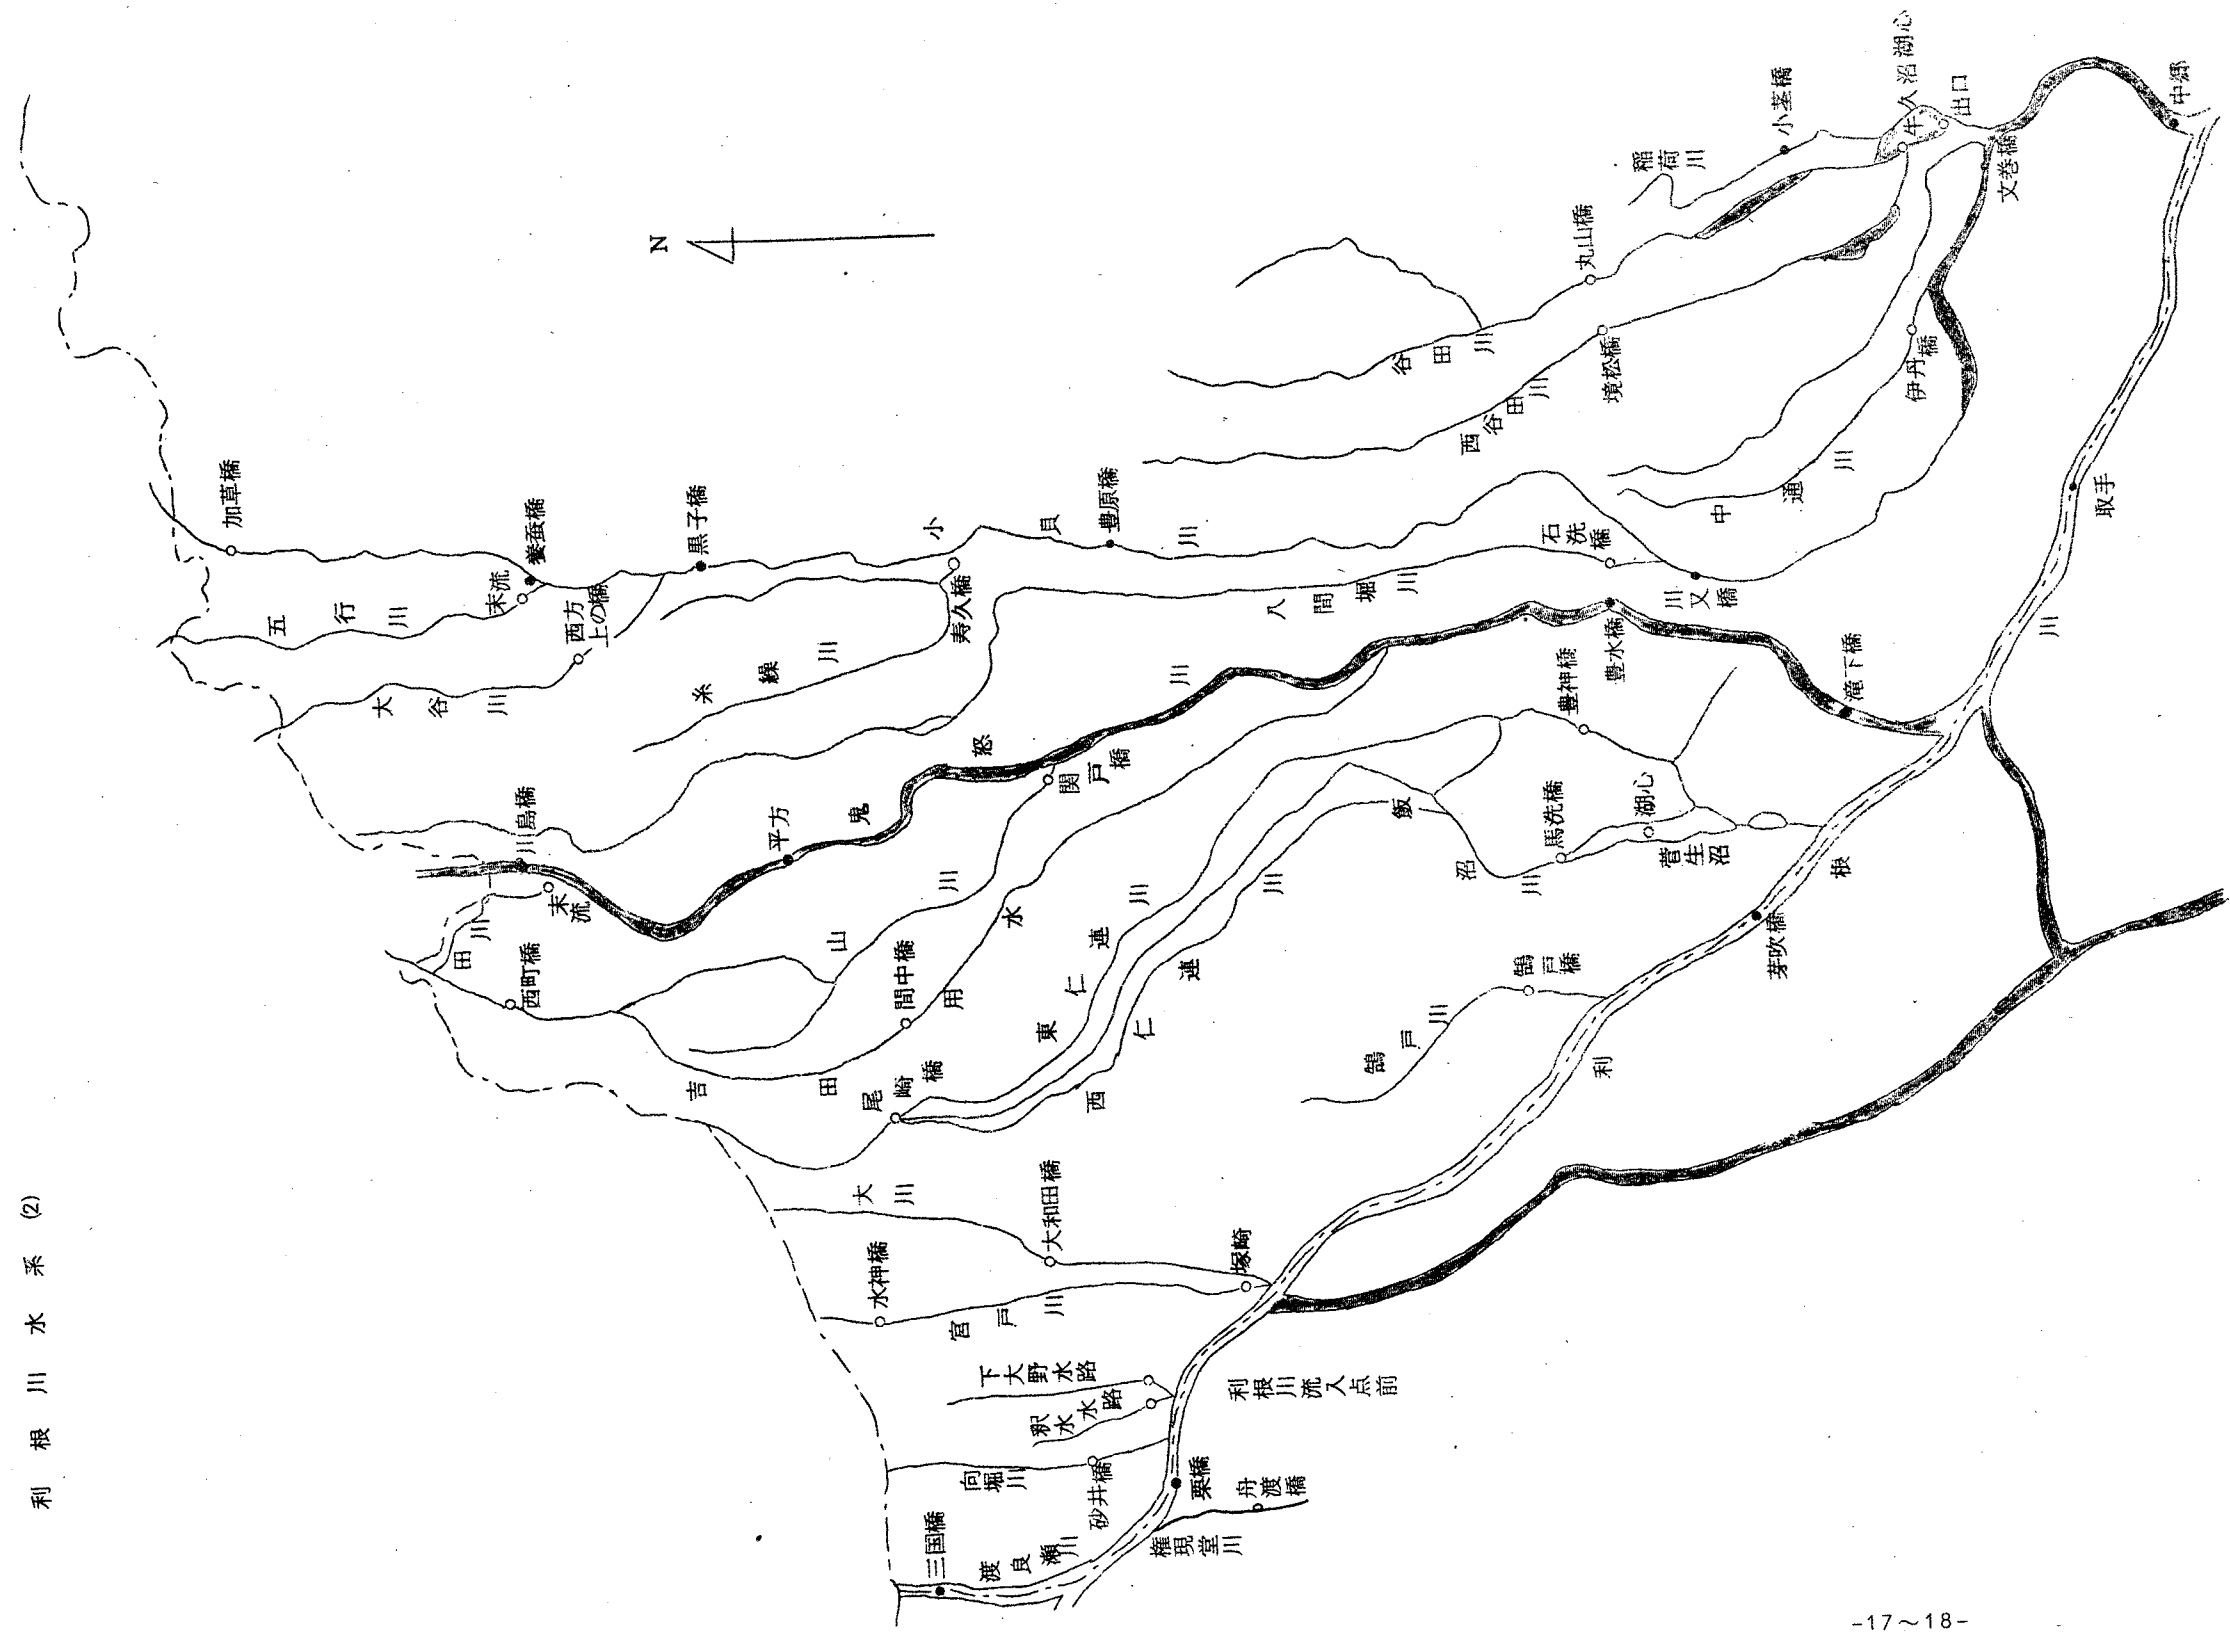 利根川水系 (2)
N
加草橋
五行川
末流
養蚕橋
大谷川
西方上の橋
黒子橋
糸繰川
寿久橋
小貝川
豊原橋
八間堀川
石洗橋
川又橋
谷田川
丸山橋
西谷田川
境松橋
稲荷川
小茎橋
牛久沼湖心
出口
中通川
伊丹橋
文巻橋
中郷
取手
川島橋
田川
末流
西町橋
平方
鬼怒川
関戸橋
山川
吉田用水
間中橋
尾崎橋
東仁連川
西仁連川
飯沼川
豊水橋
豊神橋
滝下橋
馬洗橋
湖心
菅生沼
鵠戸川
鵠戸橋
芽吹橋
利根川
大川
大和田橋
水神橋
宮戸川
塚崎
下大野水路
釈水水路
利根川流入点前
向堀川
砂井橋
栗橋
舟渡橋
権現堂川
三国橋
渡良瀬川
-17～18-